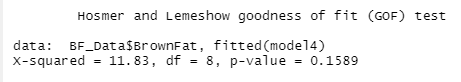 Hosmer and Lemeshow goodness of fit (GOF) test
data:  BF_Data$BrownFat, fitted(model4)
X-squared = 11.83, df = 8, p-value = 0.1589